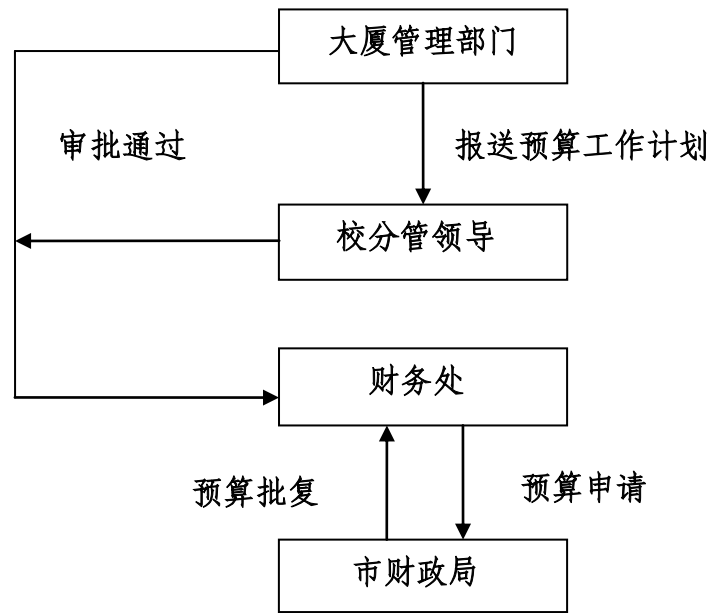 大厦管理部门
审批通过
报送预算工作计划
校分管领导
财务处
预算批复
预算申请
市财政局